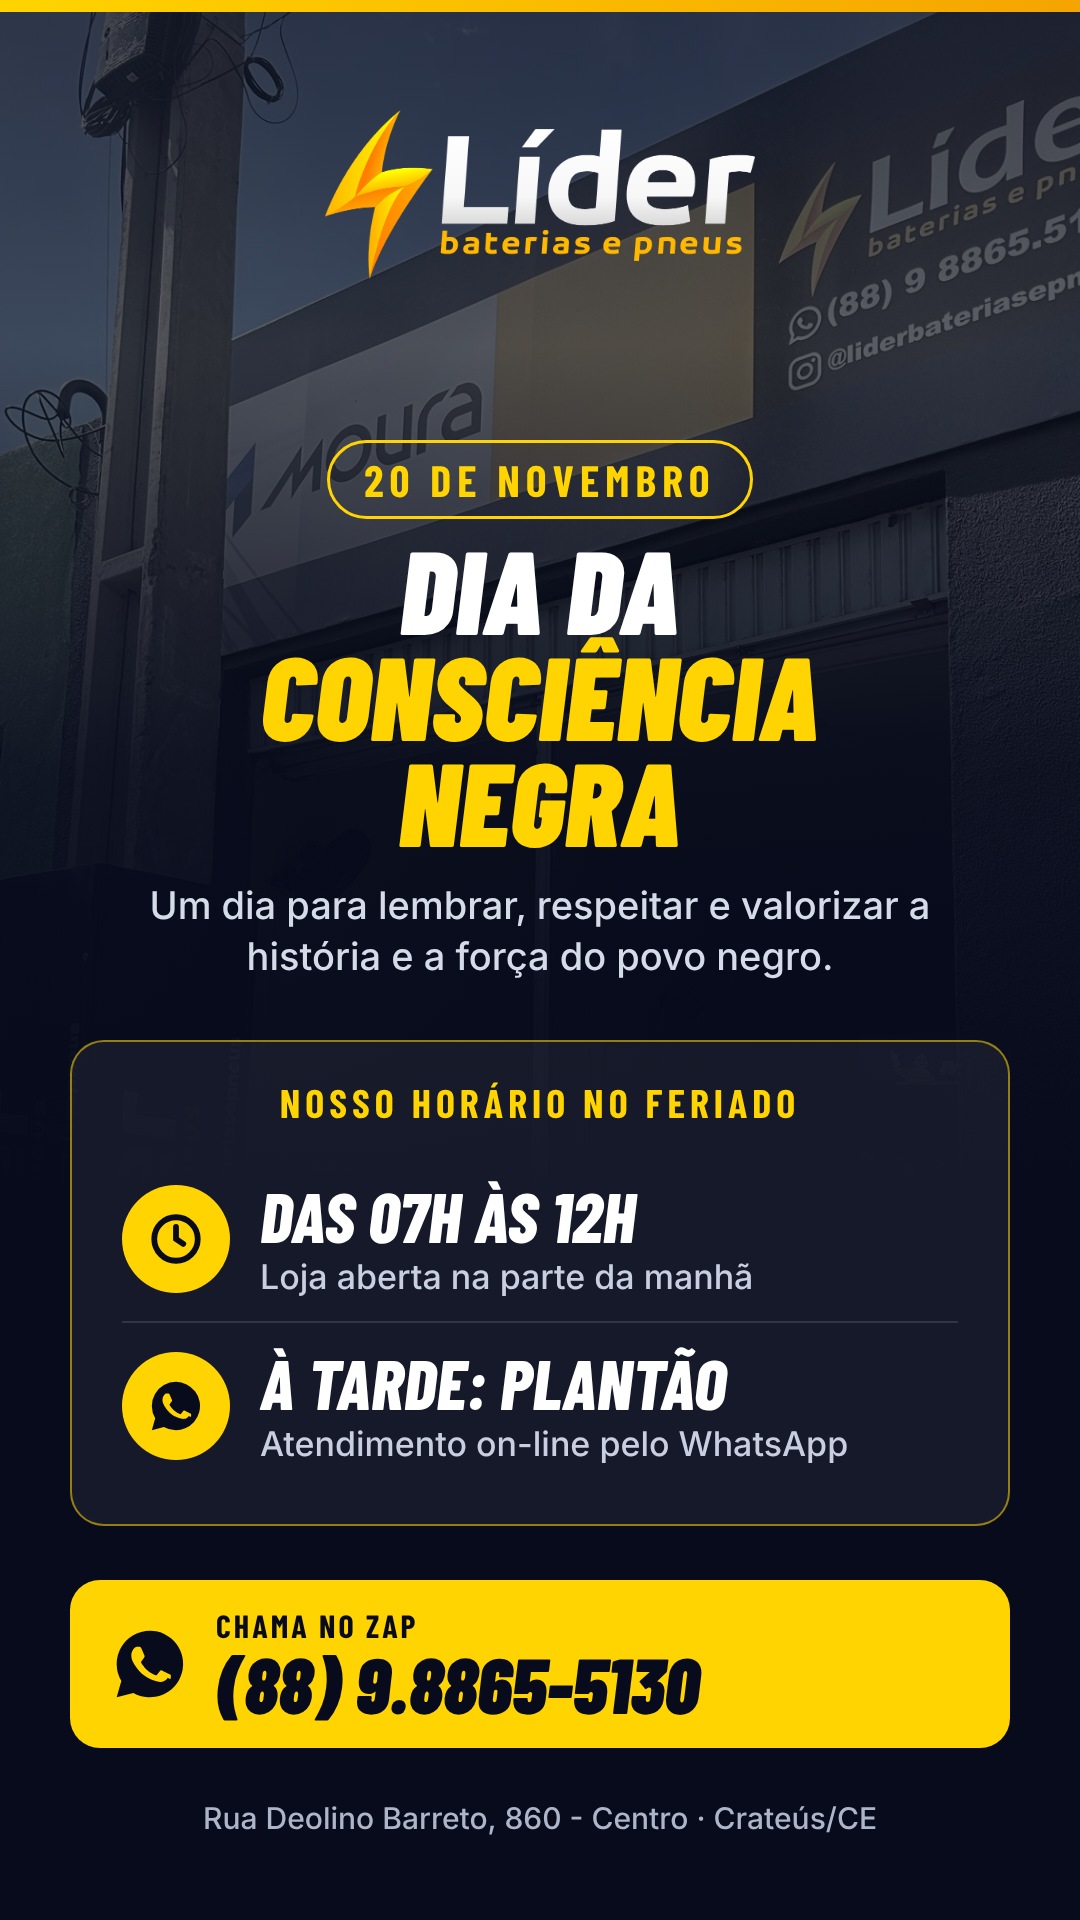 Líder
baterias e pneus
Líde
baterias e pn
(88) 9 8865.51
@liderbateriasepn
Moura
20 DE NOVEMBRO
DIA DA
CONSCIÊNCIA
NEGRA
Um dia para lembrar, respeitar e valorizar a
história e a força do povo negro.
NOSSO HORÁRIO NO FERIADO
DAS 07H ÀS 12H
Loja aberta na parte da manhã
À TARDE: PLANTÃO
Atendimento on-line pelo WhatsApp
CHAMA NO ZAP
(88) 9.8865-5130
Rua Deolino Barreto, 860 - Centro · Crateús/CE